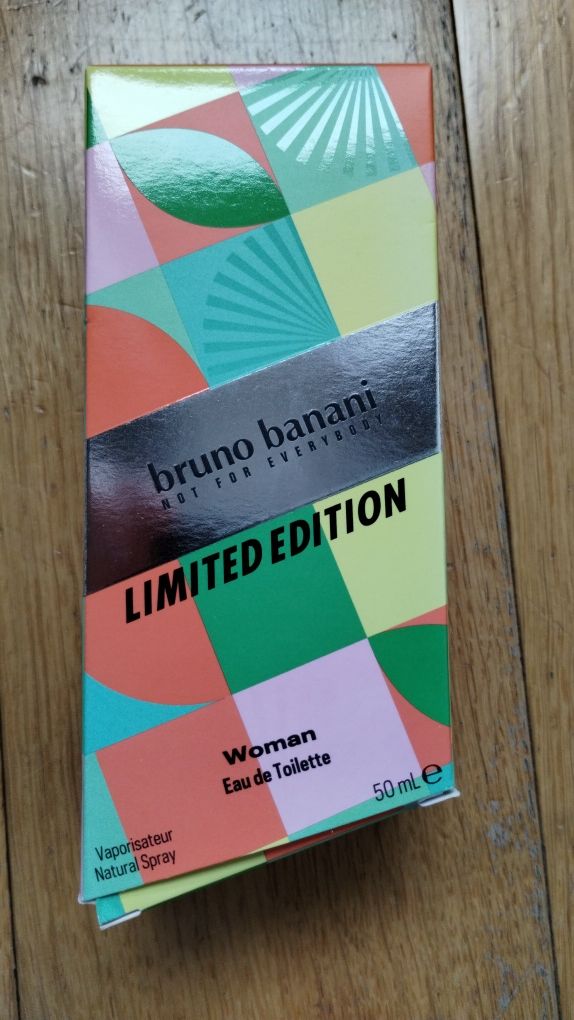 bruno banani
NOT FOR EVERYBODY
LIMITED EDITION
Woman
Eau de Toilette
50 mL ℮
Vaporisateur
Natural Spray